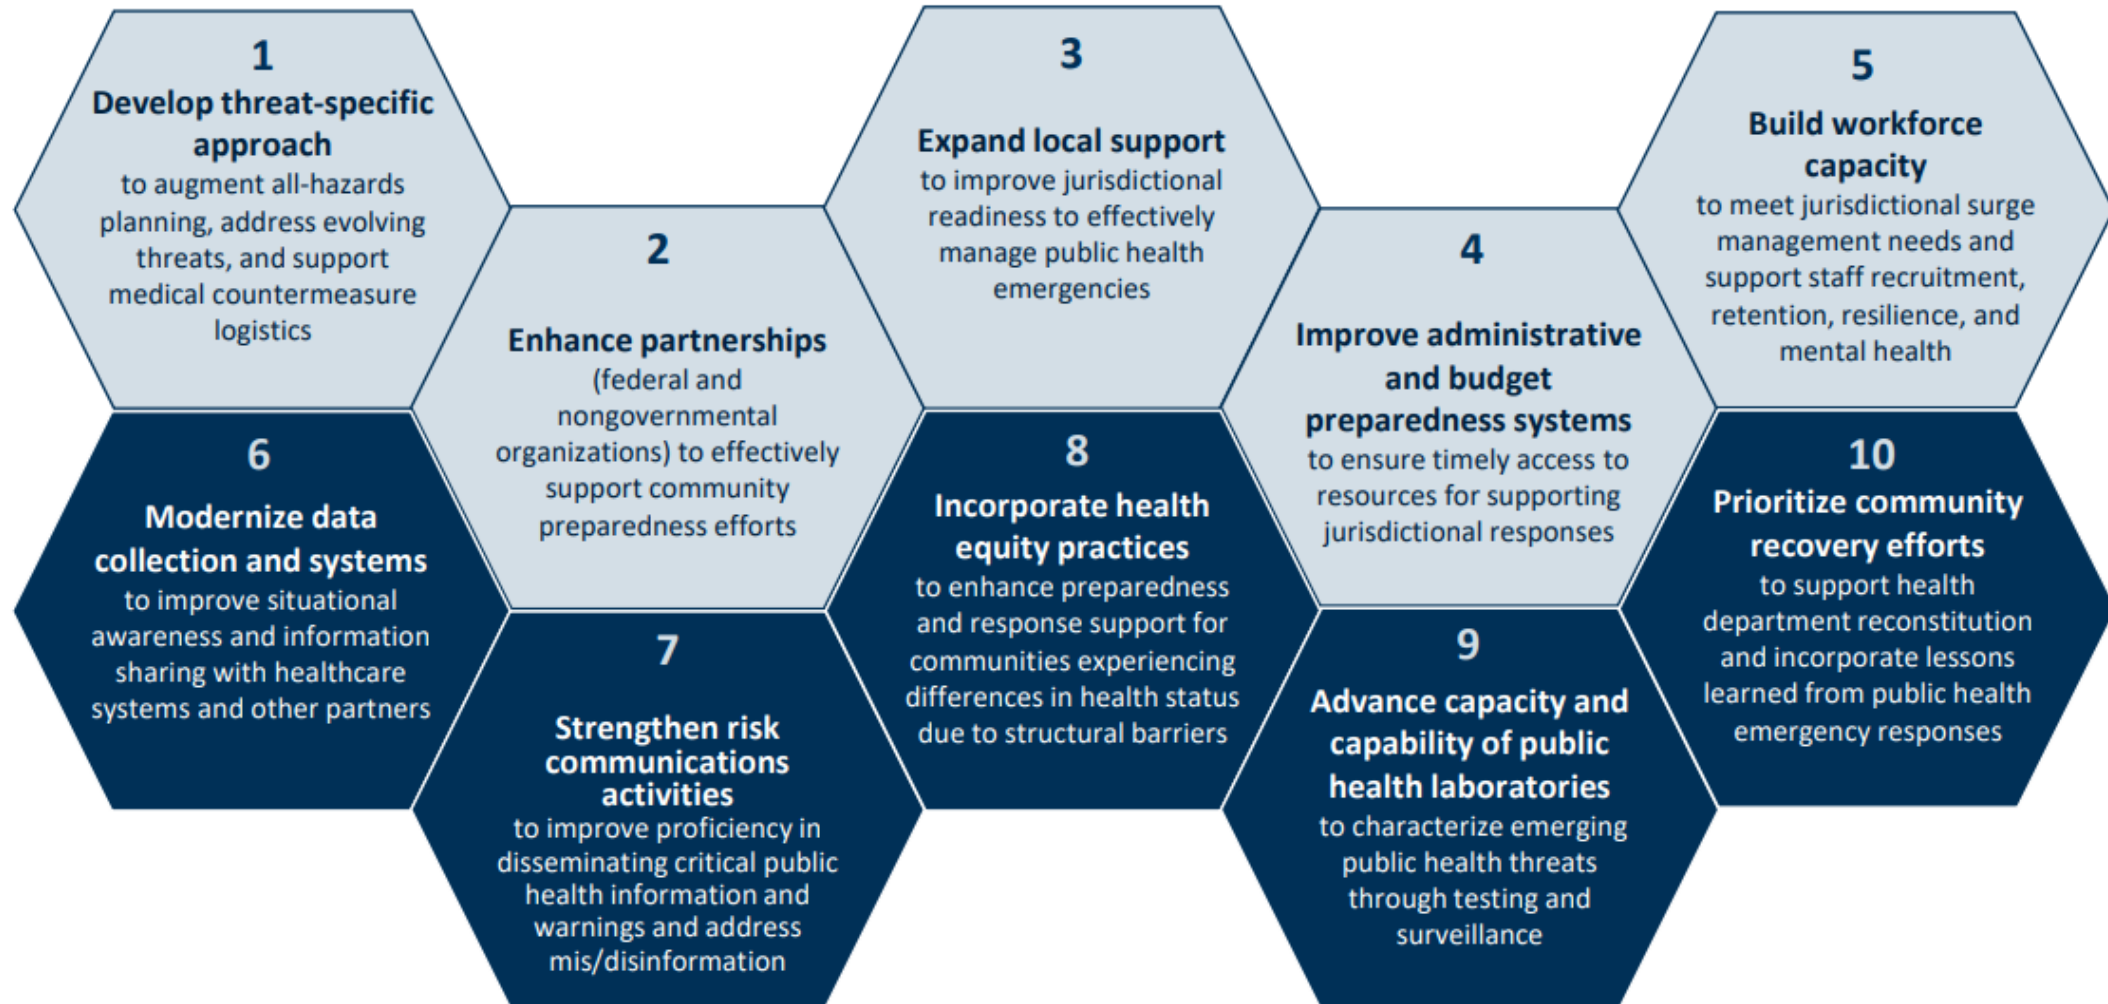 1
Develop threat-specific
approach
to augment all-hazards
planning, address evolving
threats, and support
medical countermeasure
logistics
2
Enhance partnerships
(federal and
nongovernmental
organizations) to effectively
support community
preparedness efforts
3
Expand local support
to improve jurisdictional
readiness to effectively
manage public health
emergencies
4
Improve administrative
and budget
preparedness systems
to ensure timely access to
resources for supporting
jurisdictional responses
5
Build workforce
capacity
to meet jurisdictional surge
management needs and
support staff recruitment,
retention, resilience, and
mental health
6
Modernize data
collection and systems
to improve situational
awareness and information
sharing with healthcare
systems and other partners
7
Strengthen risk
communications
activities
to improve proficiency in
disseminating critical public
health information and
warnings and address
mis/disinformation
8
Incorporate health
equity practices
to enhance preparedness
and response support for
communities experiencing
differences in health status
due to structural barriers
9
Advance capacity and
capability of public
health laboratories
to characterize emerging
public health threats
through testing and
surveillance
10
Prioritize community
recovery efforts
to support health
department reconstitution
and incorporate lessons
learned from public health
emergency responses